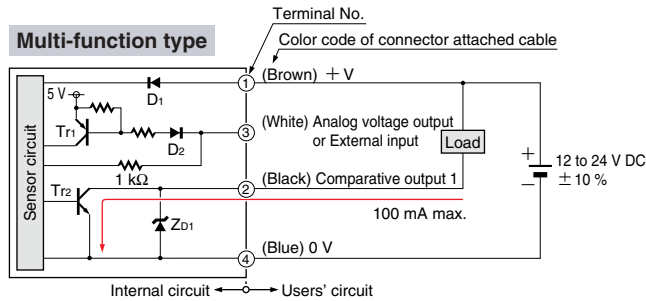 Terminal No.
Multi-function type
Color code of connector attached cable
1 (Brown) + V
5 V
D1
Tr1
D2
3 (White) Analog voltage output
or External input
Load
+
−
12 to 24 V DC
± 10 %
Sensor circuit
1 kΩ
Tr2
2 (Black) Comparative output 1
ZD1
100 mA max.
4 (Blue) 0 V
Internal circuit
Users' circuit